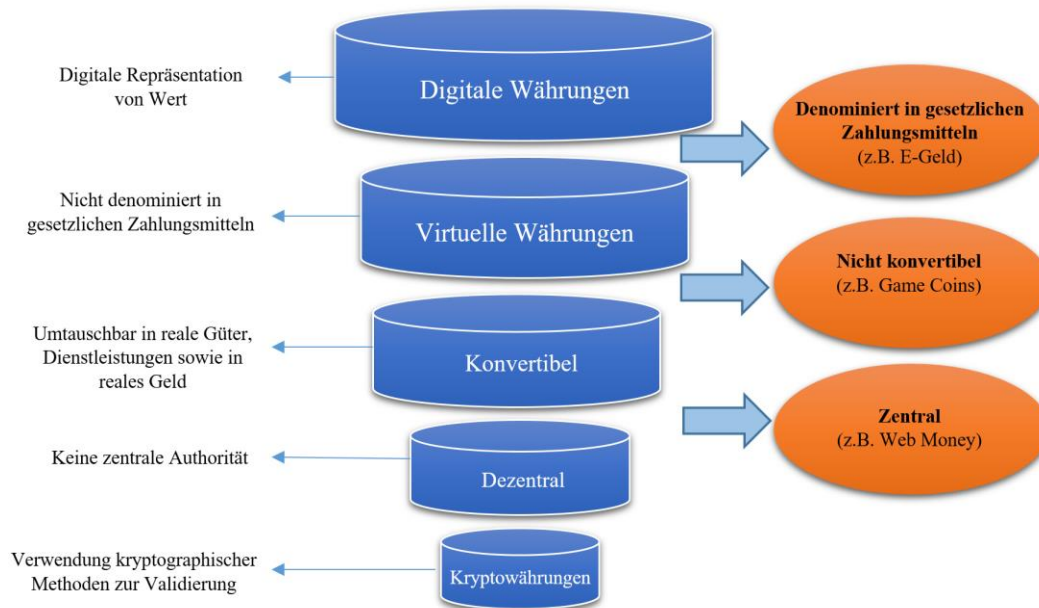 Digitale Repräsentation
von Wert
Digitale Währungen
Denominiert in gesetzlichen
Zahlungsmitteln
(z.B. E-Geld)
Nicht denominiert in
gesetzlichen Zahlungsmitteln
Virtuelle Währungen
Nicht konvertibel
(z.B. Game Coins)
Umtauschbar in reale Güter,
Dienstleistungen sowie in
reales Geld
Konvertibel
Zentral
(z.B. Web Money)
Keine zentrale Authorität
Dezentral
Verwendung kryptographischer
Methoden zur Validierung
Kryptowährungen